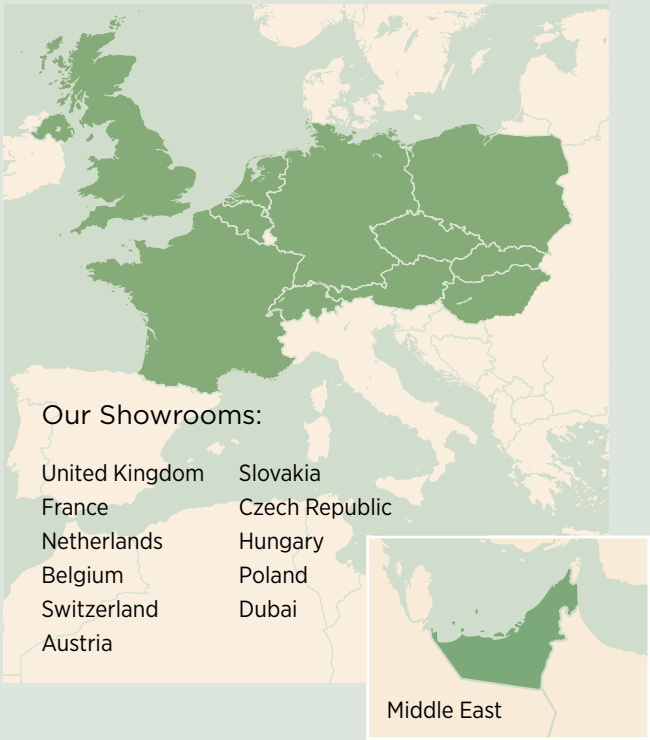 Our Showrooms:
United Kingdom
France
Netherlands
Belgium
Switzerland
Austria
Slovakia
Czech Republic
Hungary
Poland
Dubai
Middle East